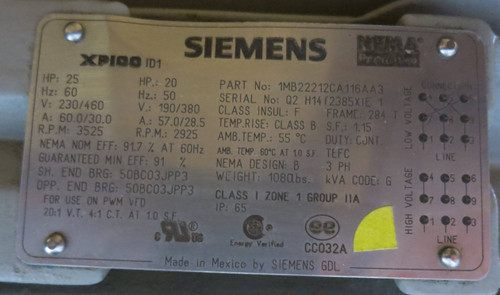 XP100 ID1 SIEMENS NEMA Premium
HP: 25 HP: 20 PART No: 1MB22212CA116AA3
Hz: 60 Hz: 50 SERIAL No: Q2 H14T2385XIE 1
V: 230/460 V: 190/380 CLASS INSUL: F FRAME: 284 T
A: 60.0/30.0 A: 57.0/28.5 TEMP.RISE: CLASS B S.F.: 1.15
R.P.M: 3525 R.P.M: 2925 AMB.TEMP.: 55 °C DUTY: CONT.
NEMA NOM EFF: 91.7 % AT 60Hz AMB. TEMP 60°C AT 1.0 S.F. TEFC
GUARANTEED MIN EFF: 91 % NEMA DESIGN: B 3 PH
SH. END BRG: 50BC03JPP3 WEIGHT: 108lbs. kVA CODE: G
OPP. END BRG: 50BC03JPP3
FOR USE ON PWM VFD CLASS I ZONE 1 GROUP IIA
20:1 V.T. 4:1 C.T. AT 1.0 S.F. IP: 65
LOW VOLTAGE
LINE
HIGH VOLTAGE
LINE
Energy Verified
CC032A
Made in Mexico by SIEMENS GDL